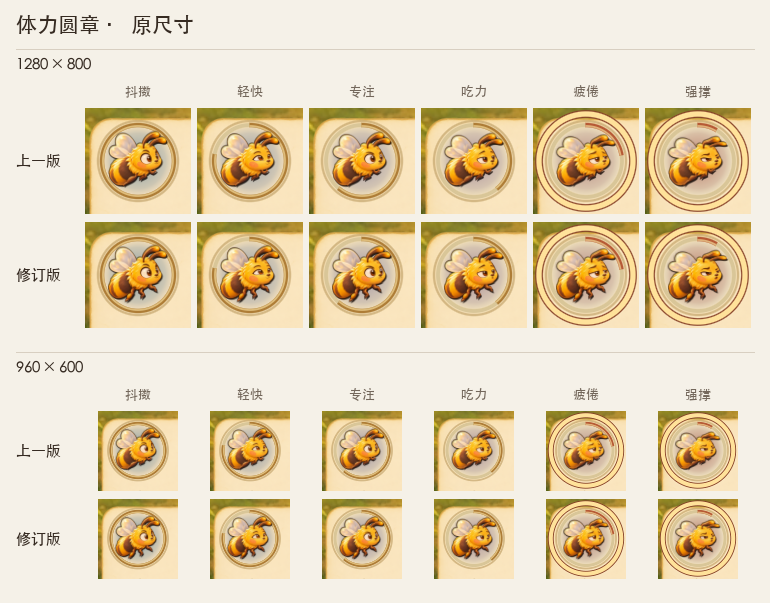 体力圆章 · 原尺寸
1280 × 800
抖擞 轻快 专注 吃力 疲倦 强撑
上一版
修订版
960 × 600
抖擞 轻快 专注 吃力 疲倦 强撑
上一版
修订版